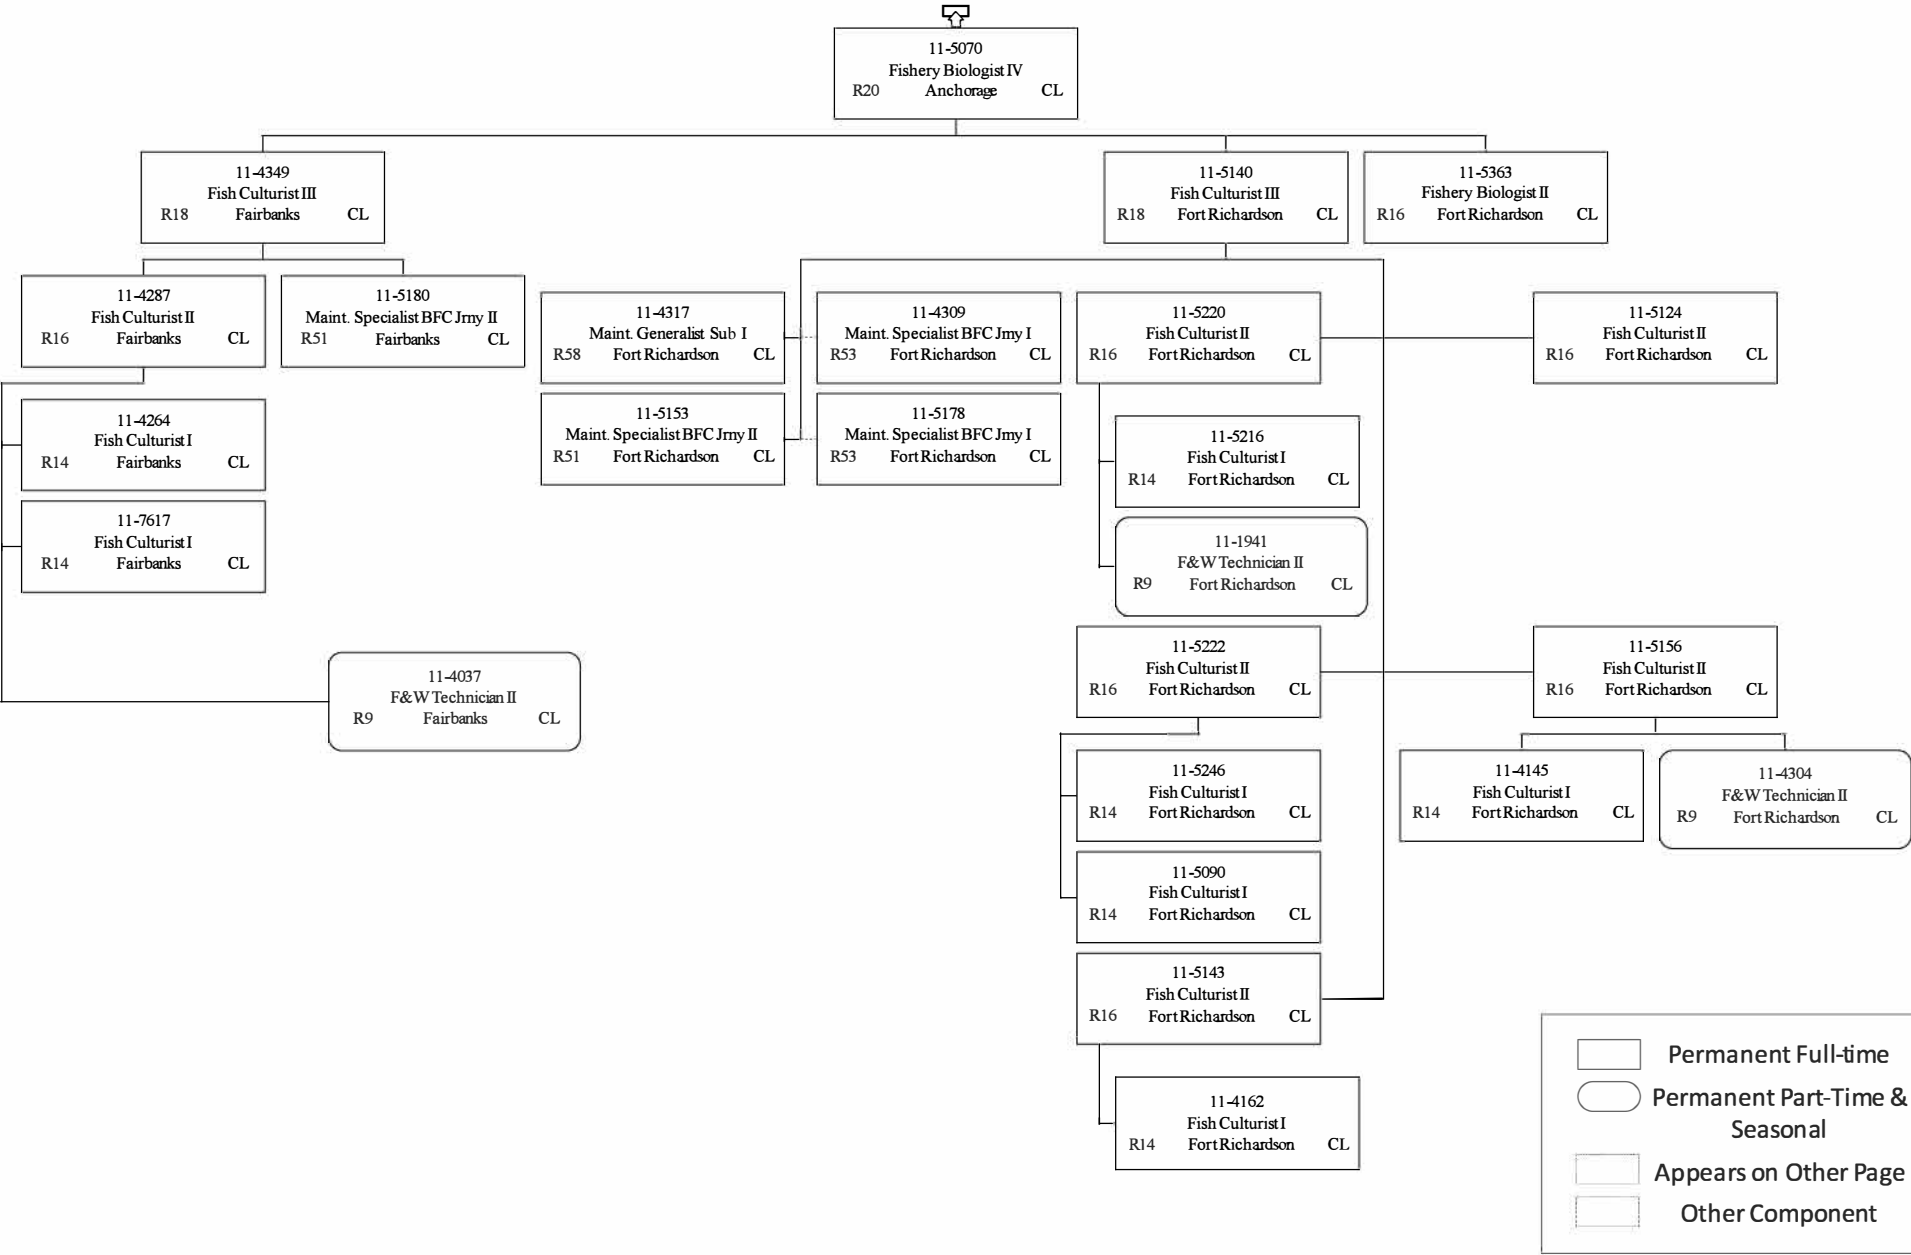 11-5070
Fishery Biologist IV
R20 Anchorage CL
11-4349
Fish Culturist III
R18 Fairbanks CL
11-5140
Fish Culturist III
R18 Fort Richardson CL
11-5363
Fishery Biologist II
R16 Fort Richardson CL
11-4287
Fish Culturist II
R16 Fairbanks CL
11-5180
Maint. Specialist BFC Jrny II
R51 Fairbanks CL
11-4317
Maint. Generalist Sub I
R58 Fort Richardson CL
11-4309
Maint. Specialist BFC Jrny I
R53 Fort Richardson CL
11-5220
Fish Culturist II
R16 Fort Richardson CL
11-5124
Fish Culturist II
R16 Fort Richardson CL
11-4264
Fish Culturist I
R14 Fairbanks CL
11-5153
Maint. Specialist BFC Jrny II
R51 Fort Richardson CL
11-5178
Maint. Specialist BFC Jrny I
R53 Fort Richardson CL
11-5216
Fish Culturist I
R14 Fort Richardson CL
11-7617
Fish Culturist I
R14 Fairbanks CL
11-1941
F&W Technician II
R9 Fort Richardson CL
11-4037
F&W Technician II
R9 Fairbanks CL
11-5222
Fish Culturist II
R16 Fort Richardson CL
11-5156
Fish Culturist II
R16 Fort Richardson CL
11-5246
Fish Culturist I
R14 Fort Richardson CL
11-4145
Fish Culturist I
R14 Fort Richardson CL
11-4304
F&W Technician II
R9 Fort Richardson CL
11-5090
Fish Culturist I
R14 Fort Richardson CL
11-5143
Fish Culturist II
R16 Fort Richardson CL
11-4162
Fish Culturist I
R14 Fort Richardson CL
Permanent Full-time
Permanent Part-Time &
Seasonal
Appears on Other Page
Other Component